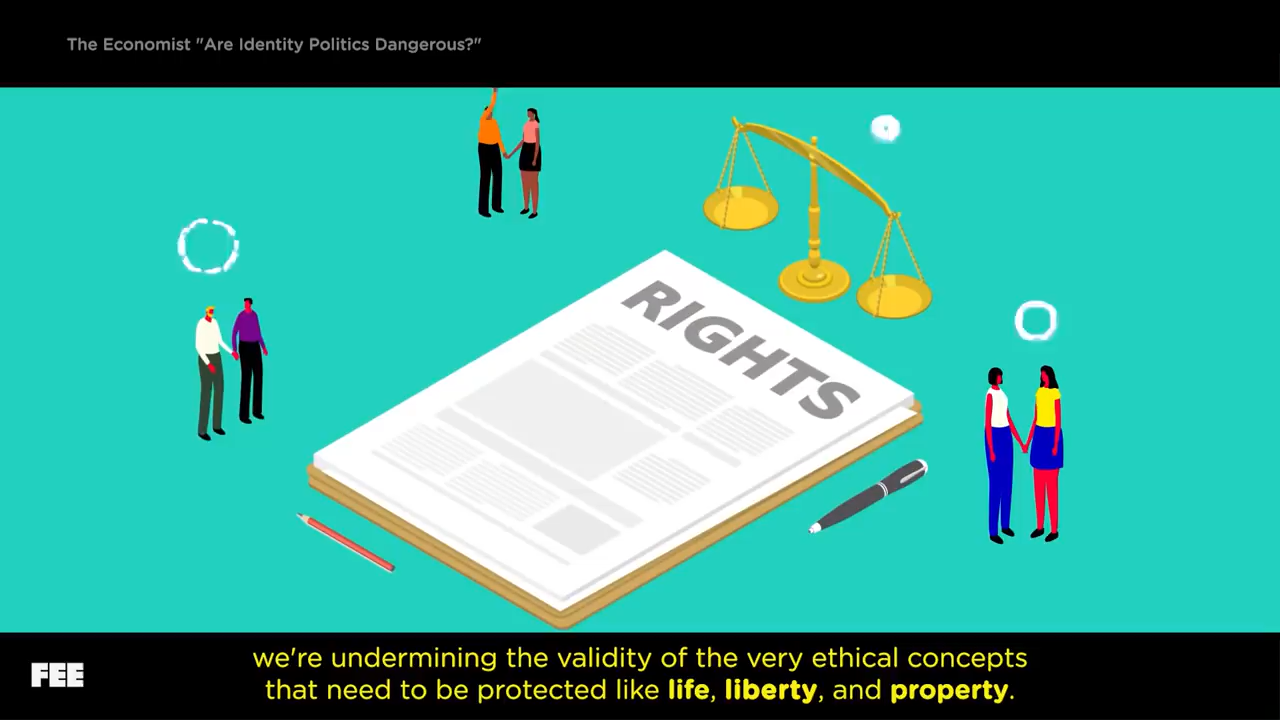 The Economist "Are Identity Politics Dangerous?"
RIGHTS
FEE
we're undermining the validity of the very ethical concepts
that need to be protected like life, liberty, and property.